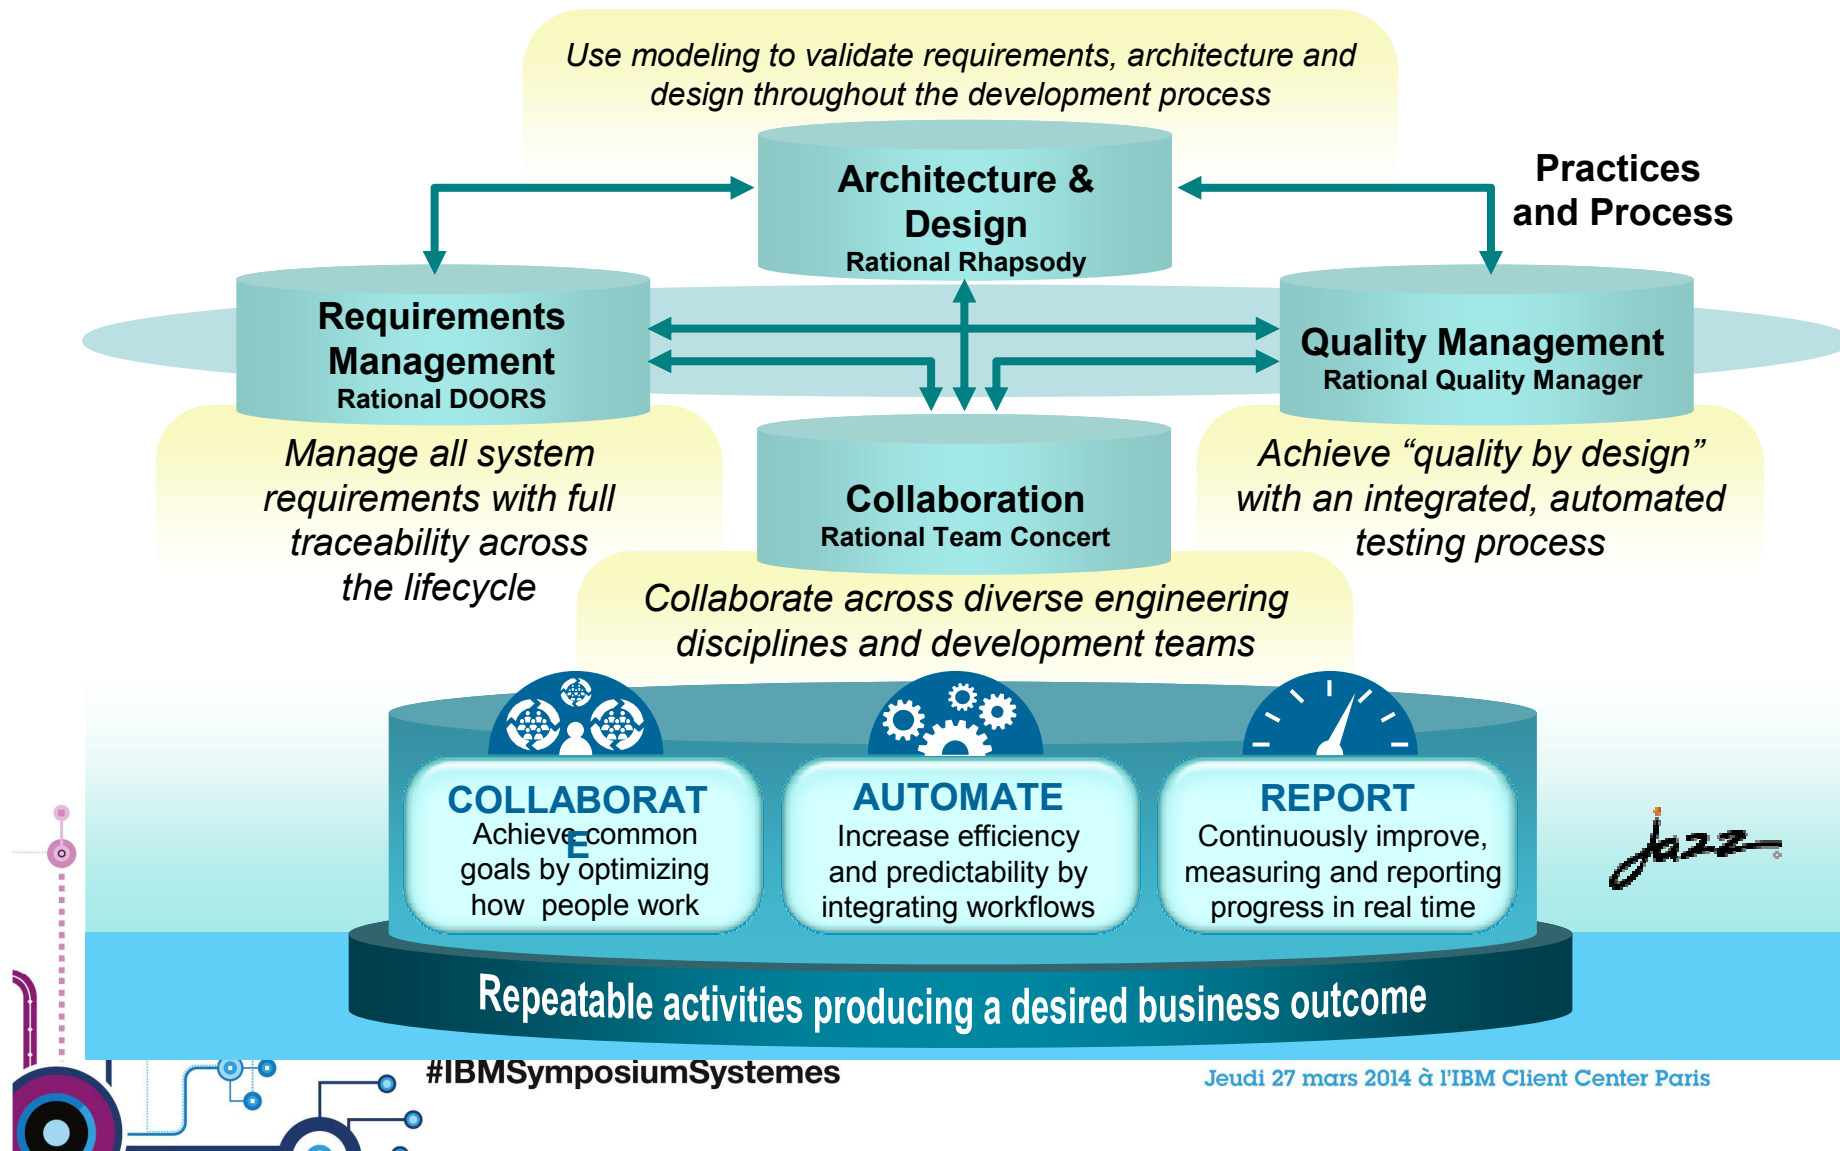 Use modeling to validate requirements, architecture and
design throughout the development process
Architecture &
Design
Rational Rhapsody
Practices
and Process
Requirements
Management
Rational DOORS
Quality Management
Rational Quality Manager
Manage all system
requirements with full
traceability across
the lifecycle
Collaboration
Rational Team Concert
Achieve “quality by design”
with an integrated, automated
testing process
Collaborate across diverse engineering
disciplines and development teams
COLLABORAT
E
Achieve common
goals by optimizing
how people work
AUTOMATE
Increase efficiency
and predictability by
integrating workflows
REPORT
Continuously improve,
measuring and reporting
progress in real time
jazz
Repeatable activities producing a desired business outcome
#IBMSymposiumSystemes
Jeudi 27 mars 2014 à l'IBM Client Center Paris